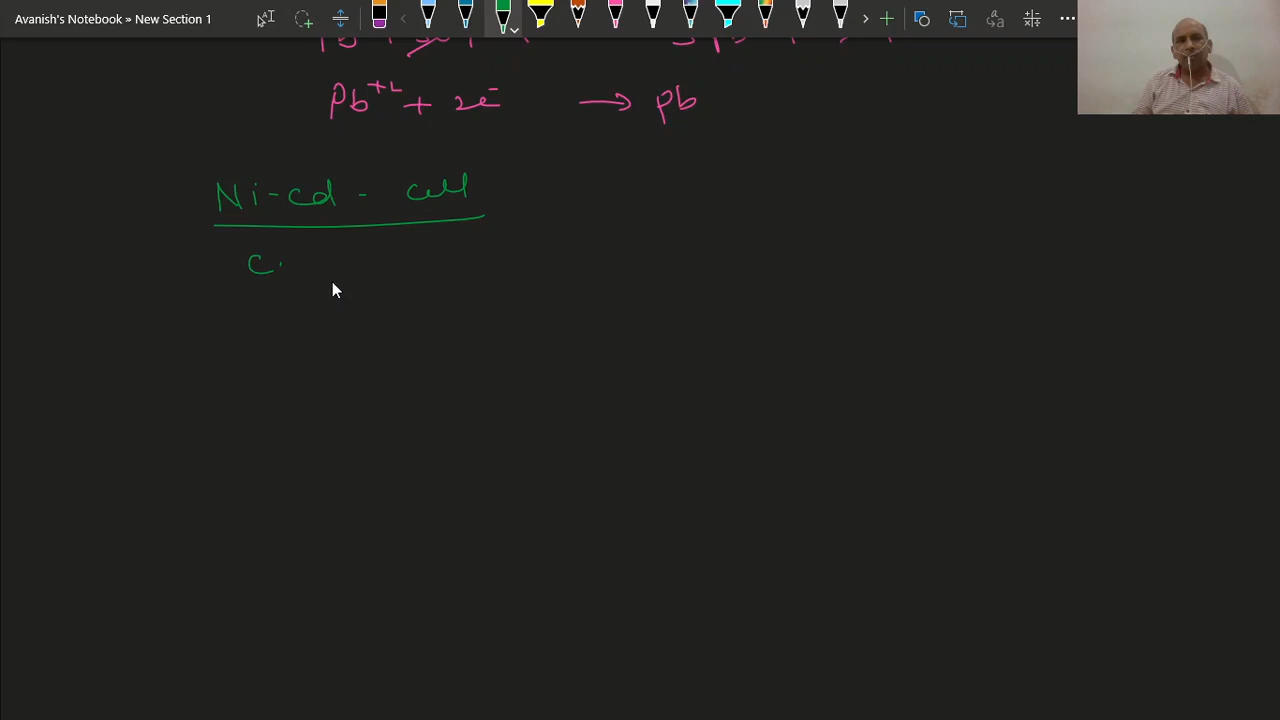 Avanish's Notebook » New Section 1
Pb⁺² + 2e⁻ → Pb
Ni-Cd - cell
C.